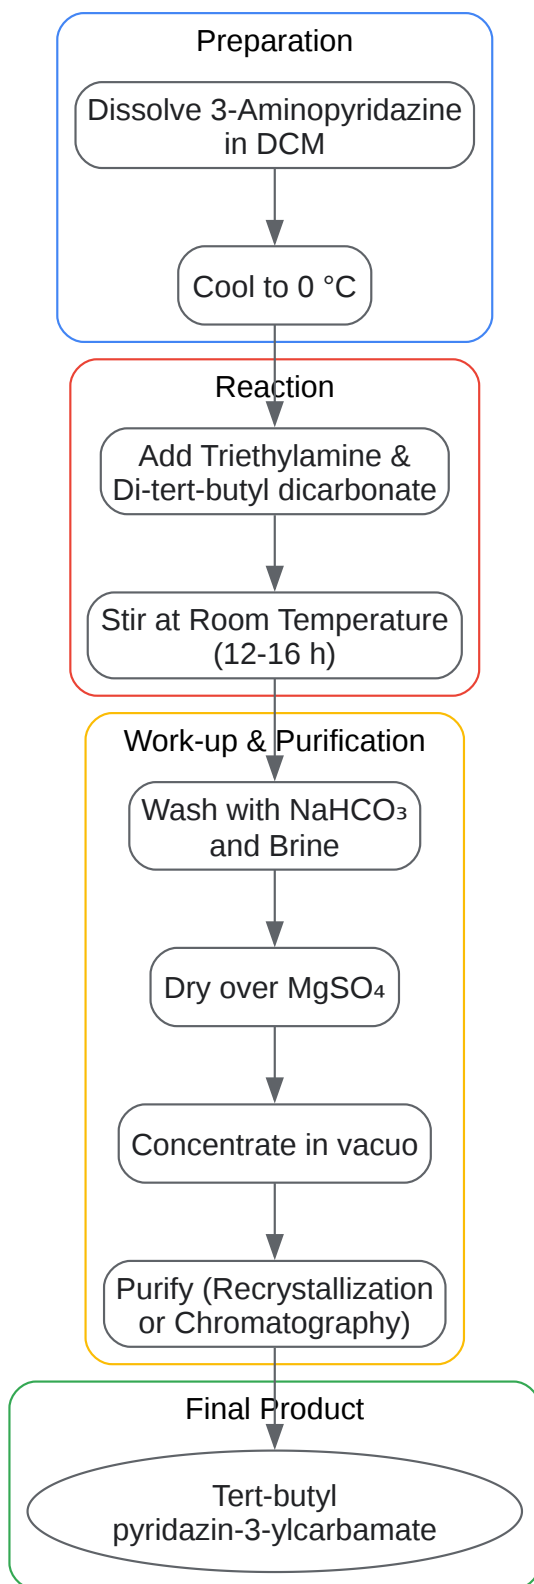 Preparation
Dissolve 3-Aminopyridazine
in DCM
Cool to 0 °C
Reaction
Add Triethylamine &
Di-tert-butyl dicarbonate
Stir at Room Temperature
(12-16 h)
Work-up & Purification
Wash with NaHCO₃
and Brine
Dry over MgSO₄
Concentrate in vacuo
Purify (Recrystallization
or Chromatography)
Final Product
Tert-butyl
pyridazin-3-ylcarbamate